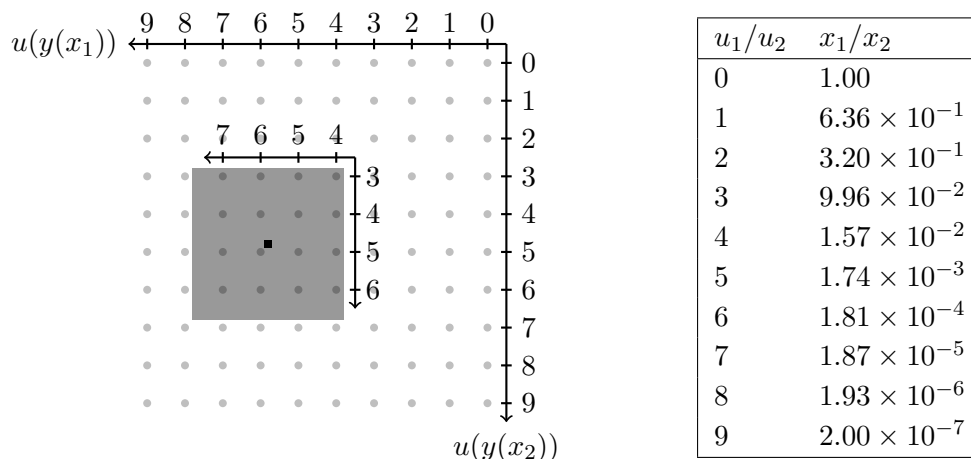 9 8 7 6 5 4 3 2 1 0
u(y(x₁))
0
1
2
7 6 5 4
3 3
4 4
5 5
6 6
7
8
9
u(y(x₂))
u₁/u₂ x₁/x₂
0 1.00
1 6.36 × 10⁻¹
2 3.20 × 10⁻¹
3 9.96 × 10⁻²
4 1.57 × 10⁻²
5 1.74 × 10⁻³
6 1.81 × 10⁻⁴
7 1.87 × 10⁻⁵
8 1.93 × 10⁻⁶
9 2.00 × 10⁻⁷